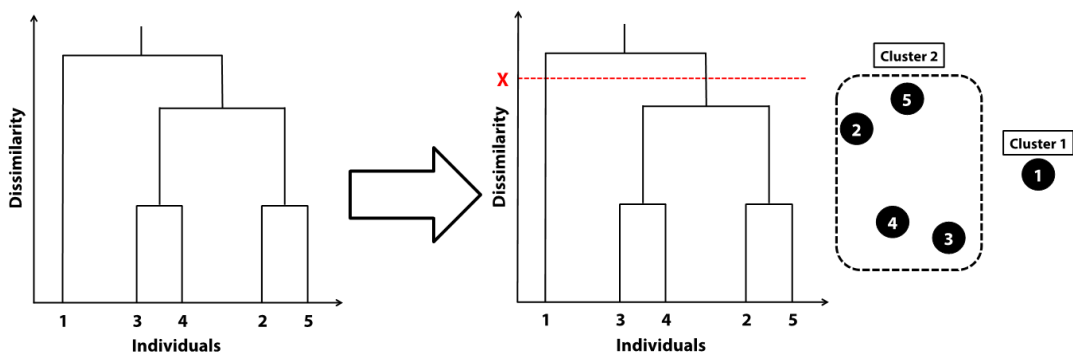 Dissimilarity
1 3 4 2 5
Individuals
X
Dissimilarity
1 3 4 2 5
Individuals
Cluster 2
5
2
4
3
Cluster 1
1